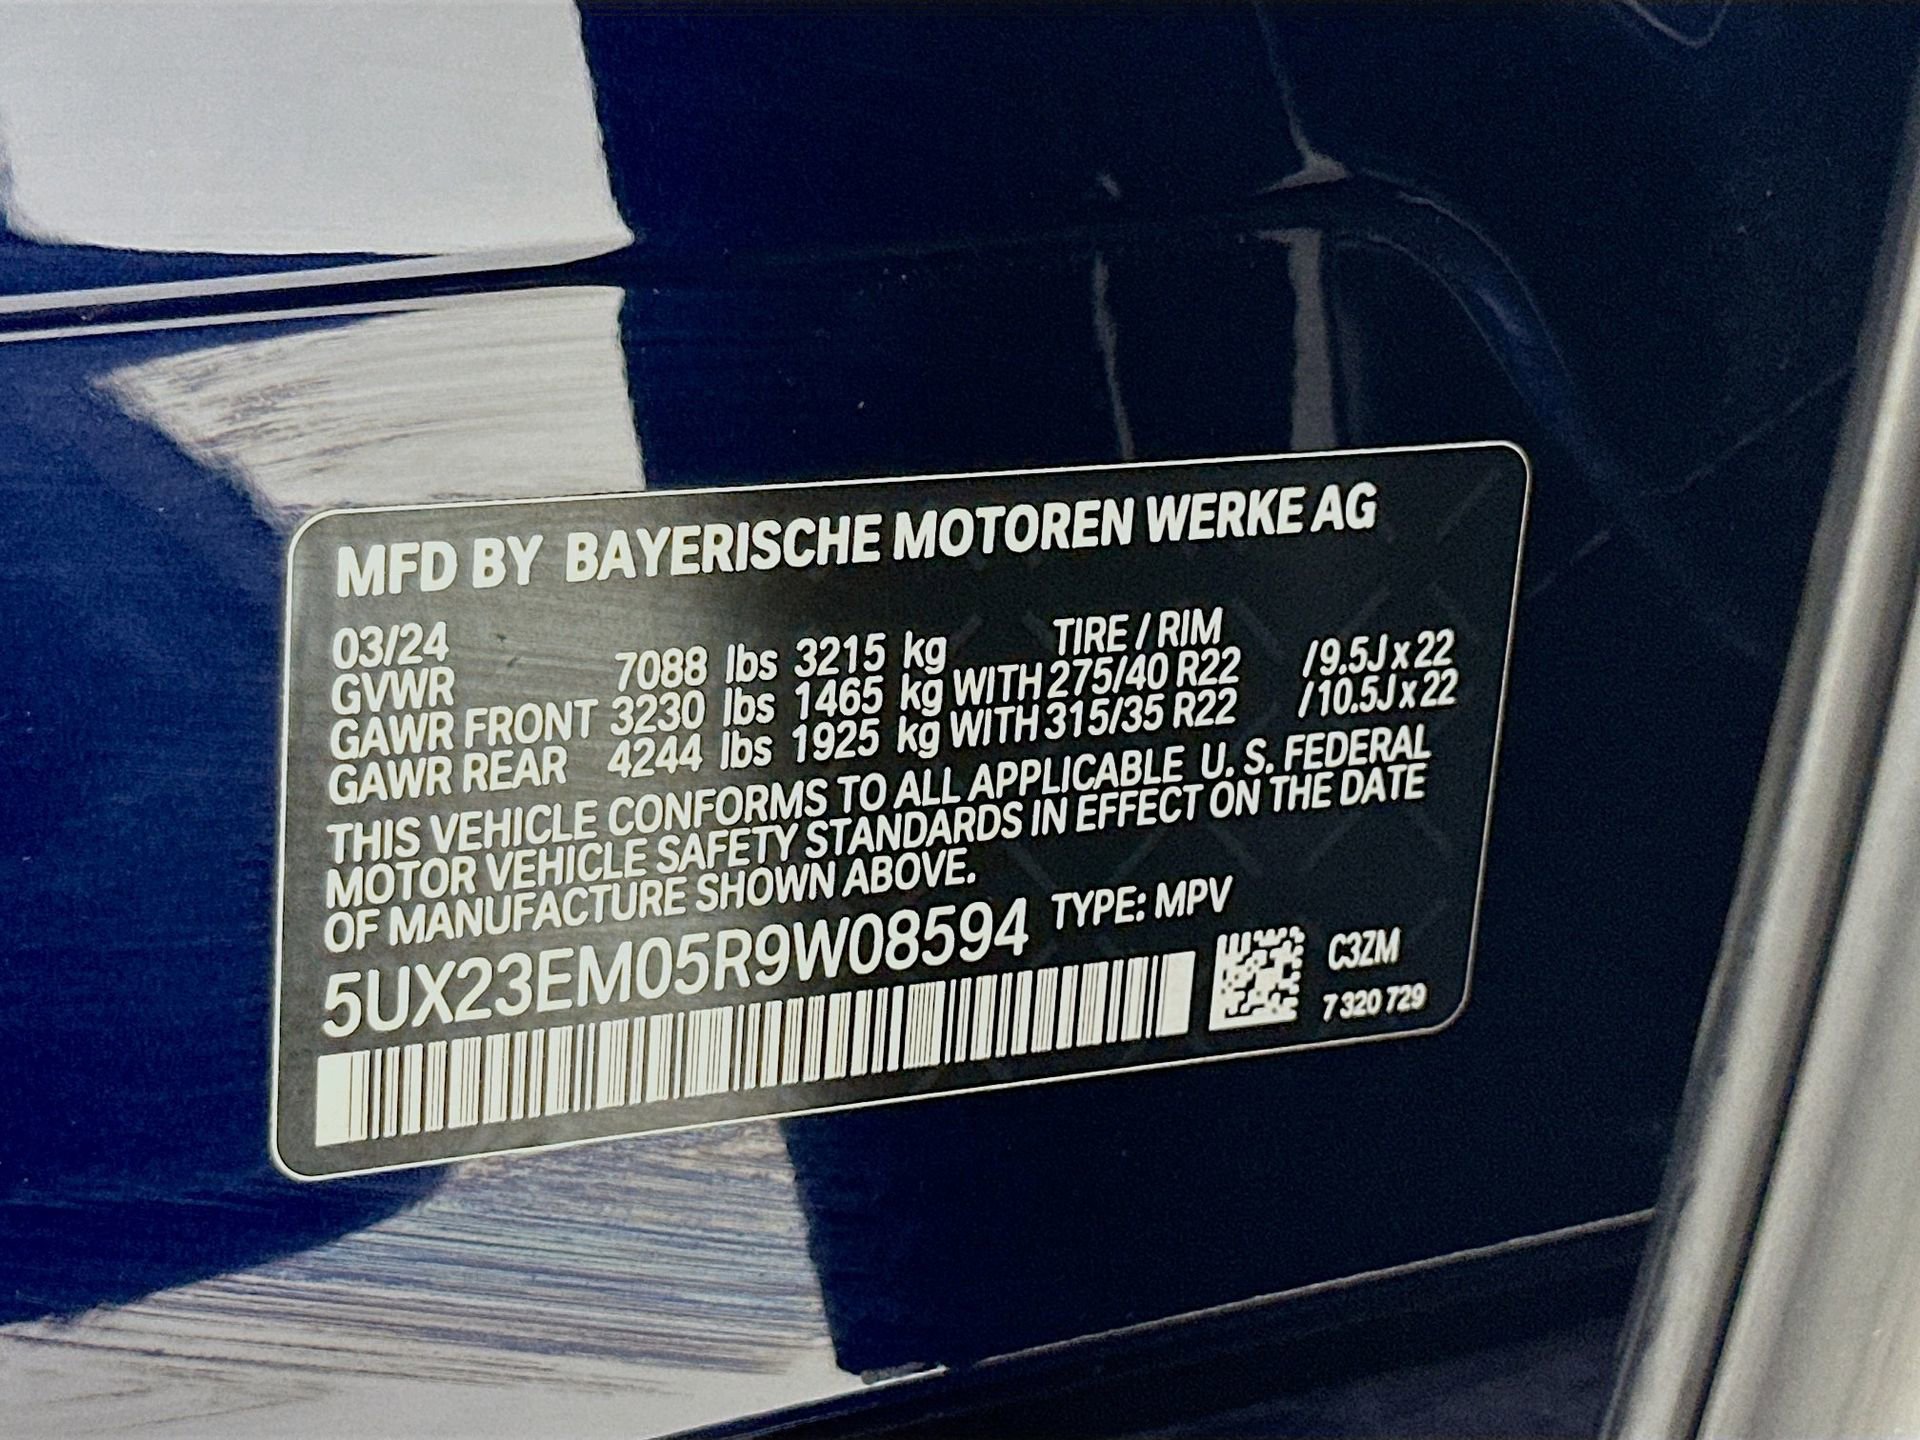 MFD BY BAYERISCHE MOTOREN WERKE AG
03/24 TIRE / RIM
GVWR 7088 lbs 3215 kg
GAWR FRONT 3230 lbs 1465 kg WITH 275/40 R22 /9.5J x 22
GAWR REAR 4244 lbs 1925 kg WITH 315/35 R22 /10.5J x 22
THIS VEHICLE CONFORMS TO ALL APPLICABLE U. S. FEDERAL
MOTOR VEHICLE SAFETY STANDARDS IN EFFECT ON THE DATE
OF MANUFACTURE SHOWN ABOVE.
5UX23EM05R9W08594 TYPE: MPV
C3ZM
7 320 729